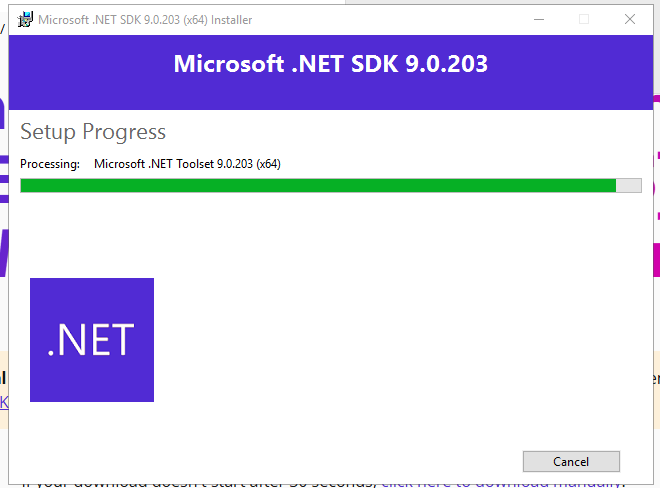 Microsoft .NET SDK 9.0.203 (x64) Installer
Microsoft .NET SDK 9.0.203
Setup Progress
Processing: Microsoft .NET Toolset 9.0.203 (x64)
.NET
Cancel
If your download doesn't start after 30 seconds, click here to download manually.